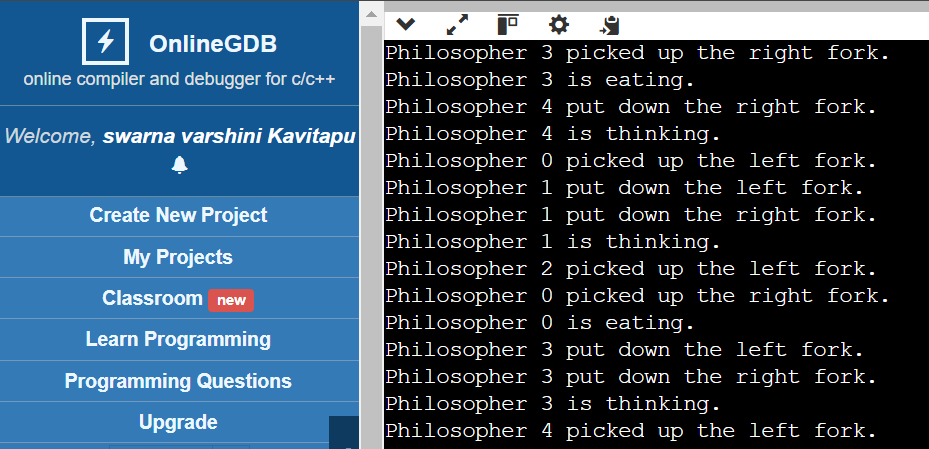 OnlineGDB
online compiler and debugger for c/c++
Welcome, swarna varshini Kavitapu
Create New Project
My Projects
Classroom new
Learn Programming
Programming Questions
Upgrade
Philosopher 3 picked up the right fork.
Philosopher 3 is eating.
Philosopher 4 put down the right fork.
Philosopher 4 is thinking.
Philosopher 0 picked up the left fork.
Philosopher 1 put down the left fork.
Philosopher 1 put down the right fork.
Philosopher 1 is thinking.
Philosopher 2 picked up the left fork.
Philosopher 0 picked up the right fork.
Philosopher 0 is eating.
Philosopher 3 put down the left fork.
Philosopher 3 put down the right fork.
Philosopher 3 is thinking.
Philosopher 4 picked up the left fork.